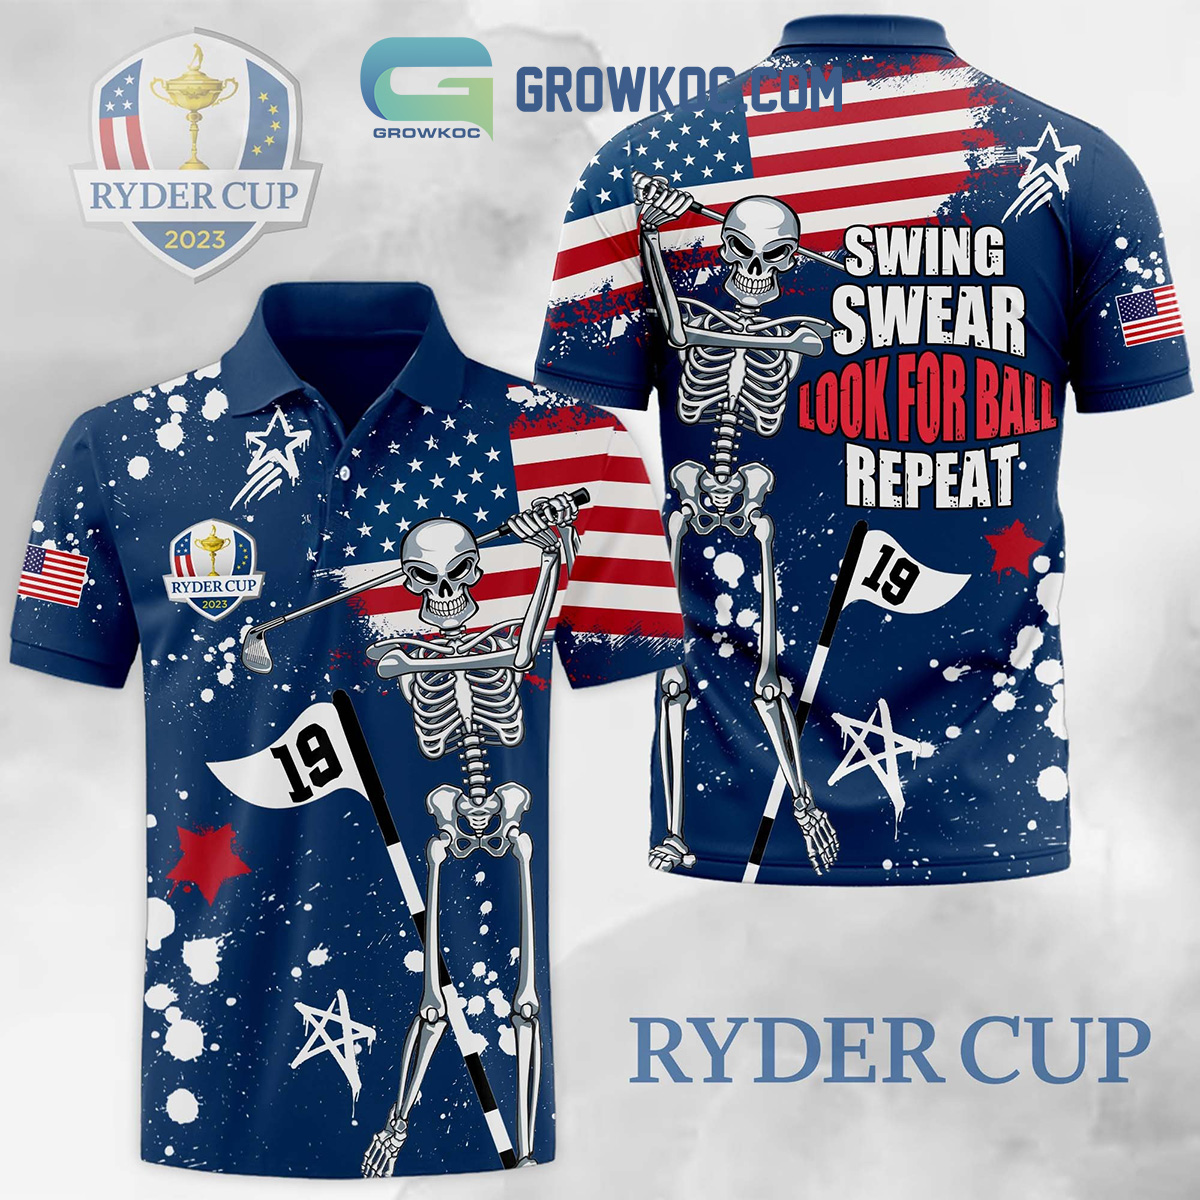 RYDER CUP
2023
GROWKOC
GROWKOC.COM
SWING
SWEAR
LOOK FOR BALL
REPEAT
19
RYDER CUP
2023
19
RYDER CUP